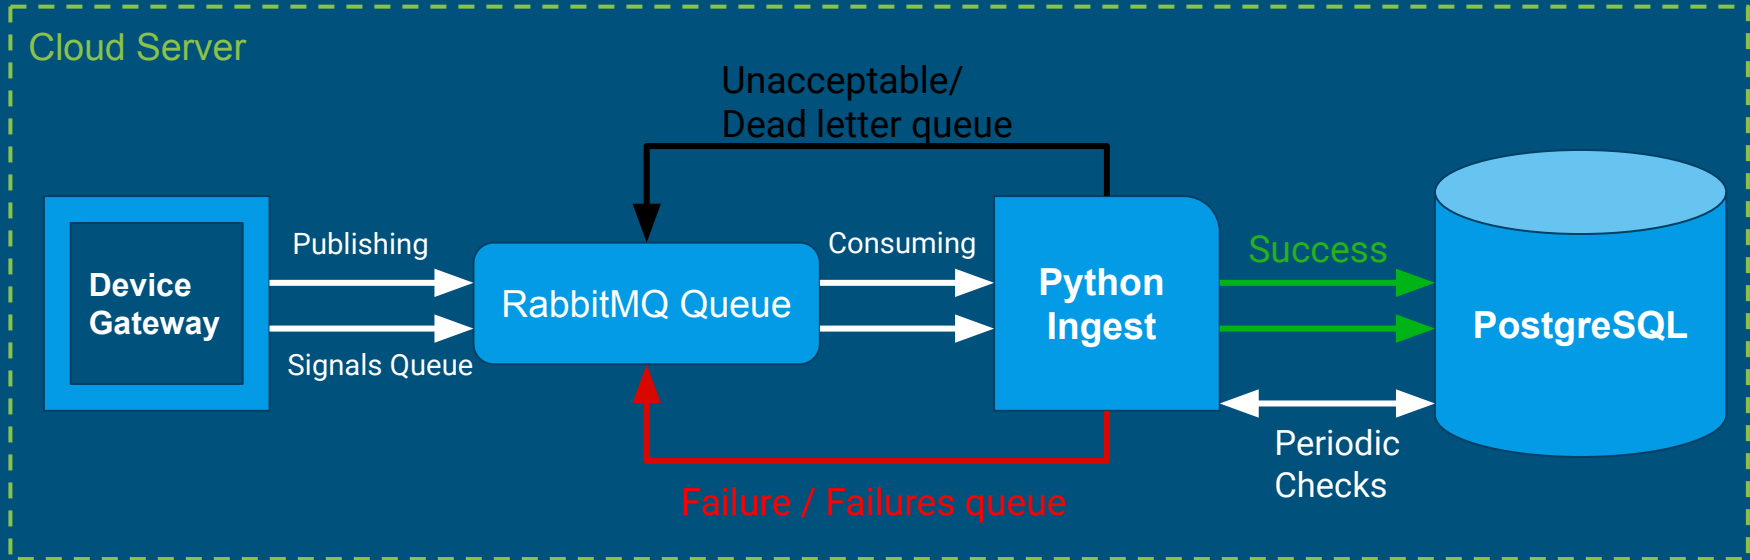 Cloud Server
Unacceptable/
Dead letter queue
Device
Gateway
Publishing
Signals Queue
RabbitMQ Queue
Consuming
Python
Ingest
Success
PostgreSQL
Periodic
Checks
Failure / Failures queue